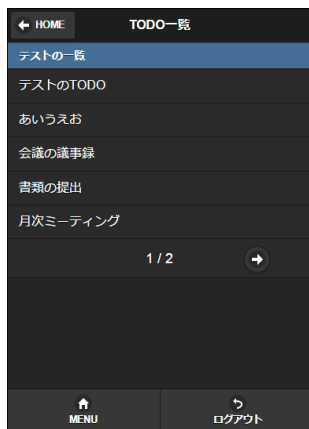 HOME TODO一覧
テストの一覧
テストのTODO
あいうえお
会議の議事録
書類の提出
月次ミーティング
1 / 2
MENU ログアウト